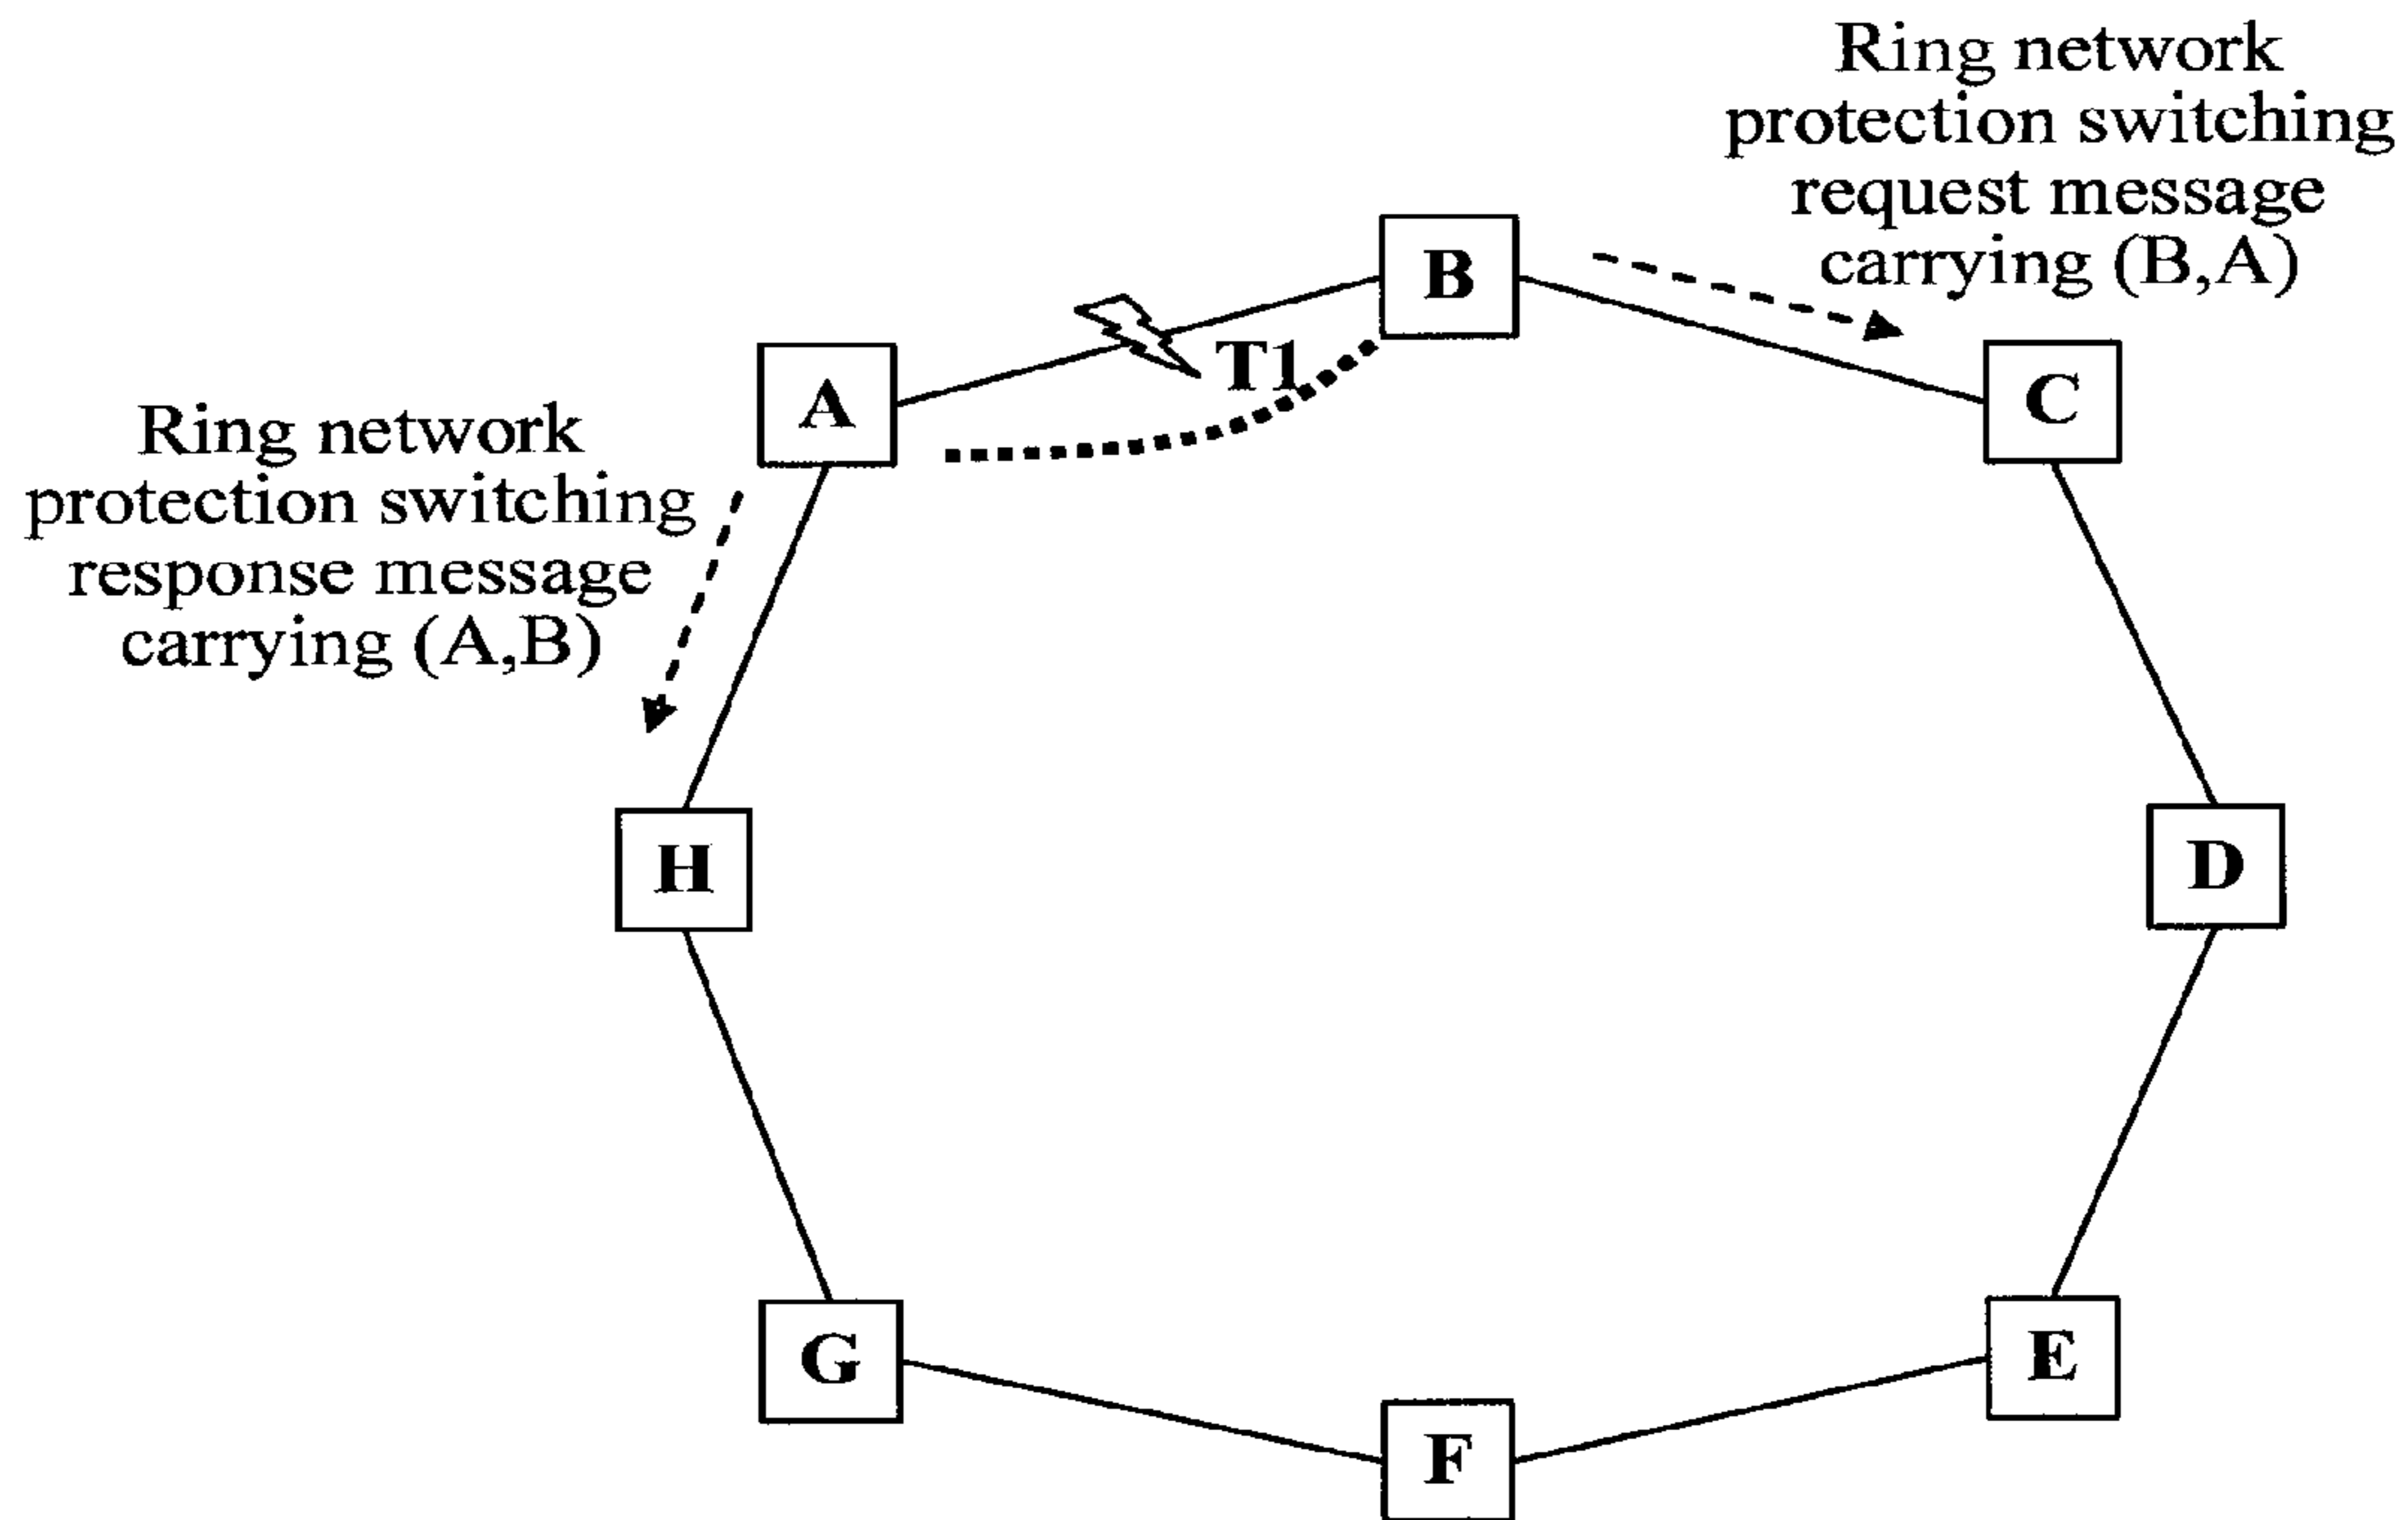 Ring network
protection switching
request message
carrying (B,A)
B
T1
A
C
Ring network
protection switching
response message
carrying (A,B)
H
D
G
E
F